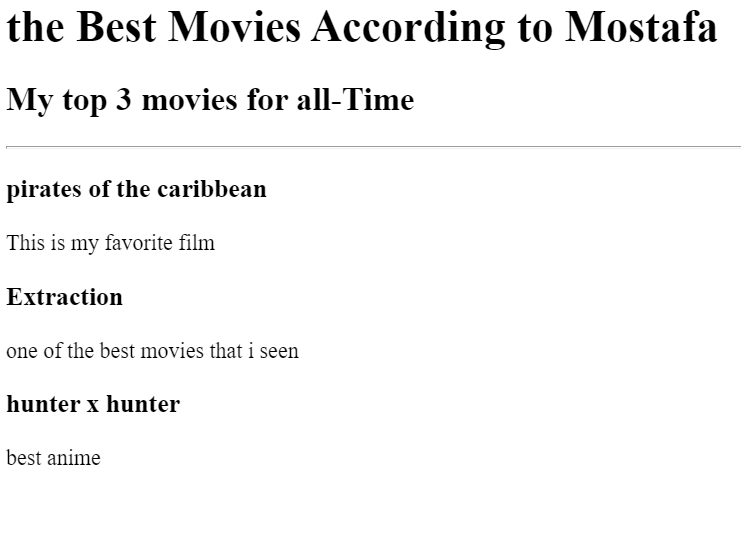 the Best Movies According to Mostafa
My top 3 movies for all-Time
pirates of the caribbean
This is my favorite film
Extraction
one of the best movies that i seen
hunter x hunter
best anime